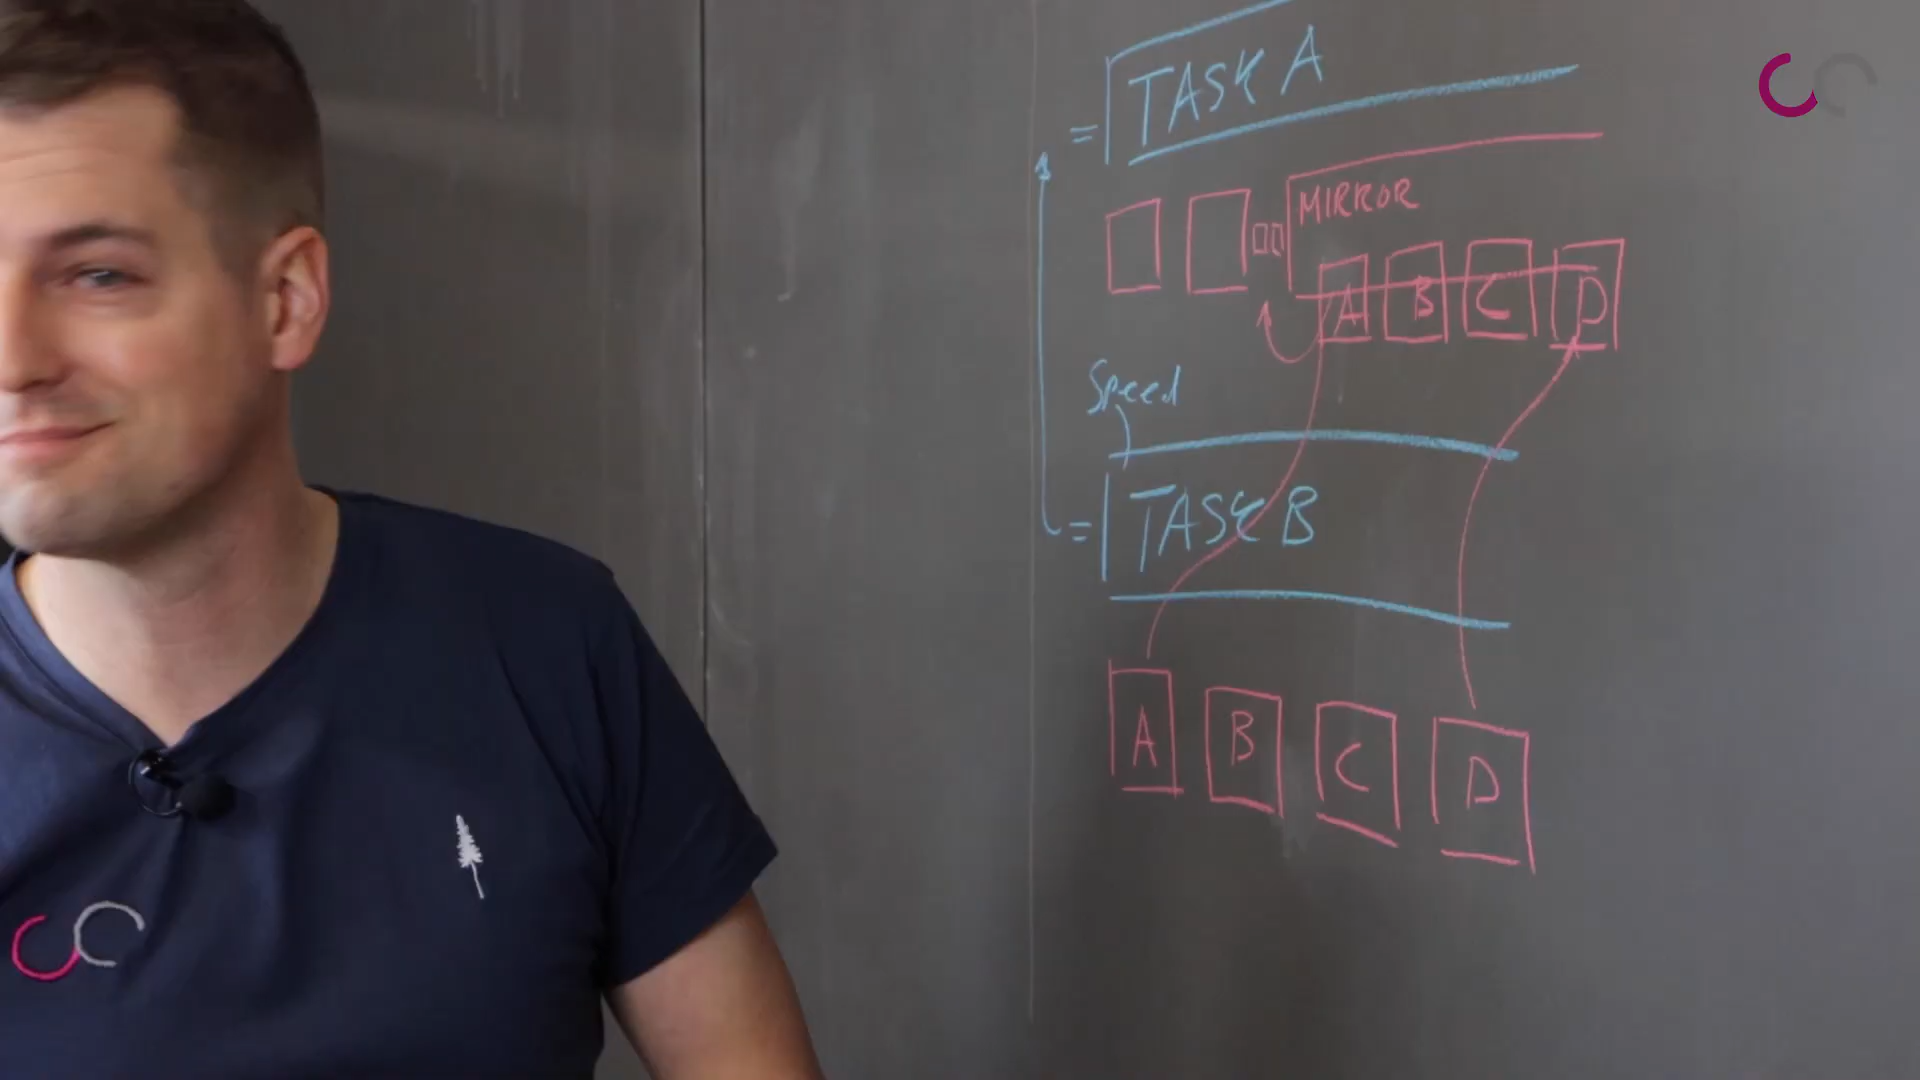 = TASK A
MIRROR
A B C D
Speed
= TASK B
A B C D